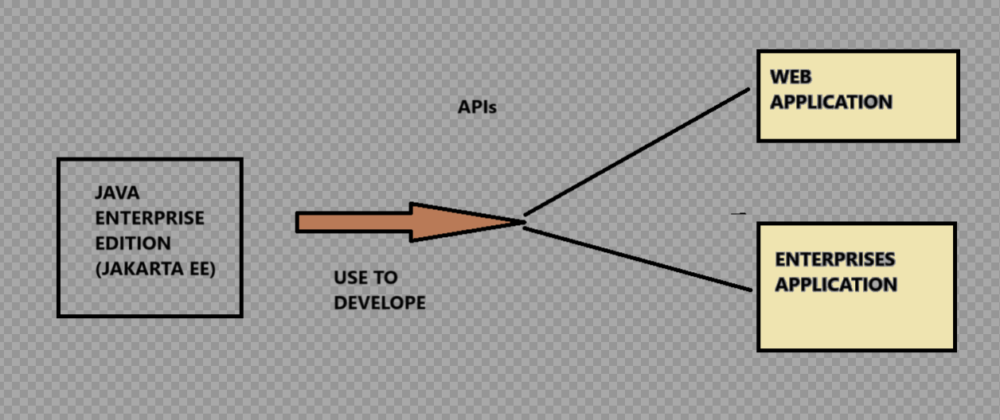 JAVA
ENTERPRISE
EDITION
(JAKARTA EE)
APIs
USE TO
DEVELOPE
WEB
APPLICATION
ENTERPRISES
APPLICATION